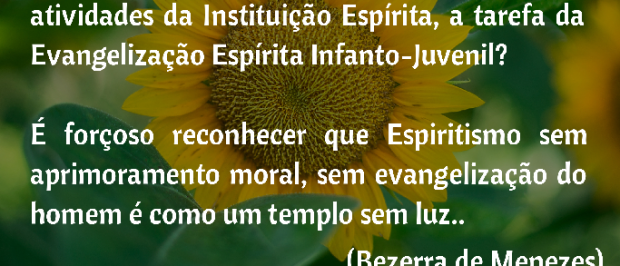 atividades da Instituição Espírita, a tarefa da
Evangelização Espírita Infanto-Juvenil?
É forçoso reconhecer que Espiritismo sem
aprimoramento moral, sem evangelização do
homem é como um templo sem luz..
(Bezerra de Menezes)